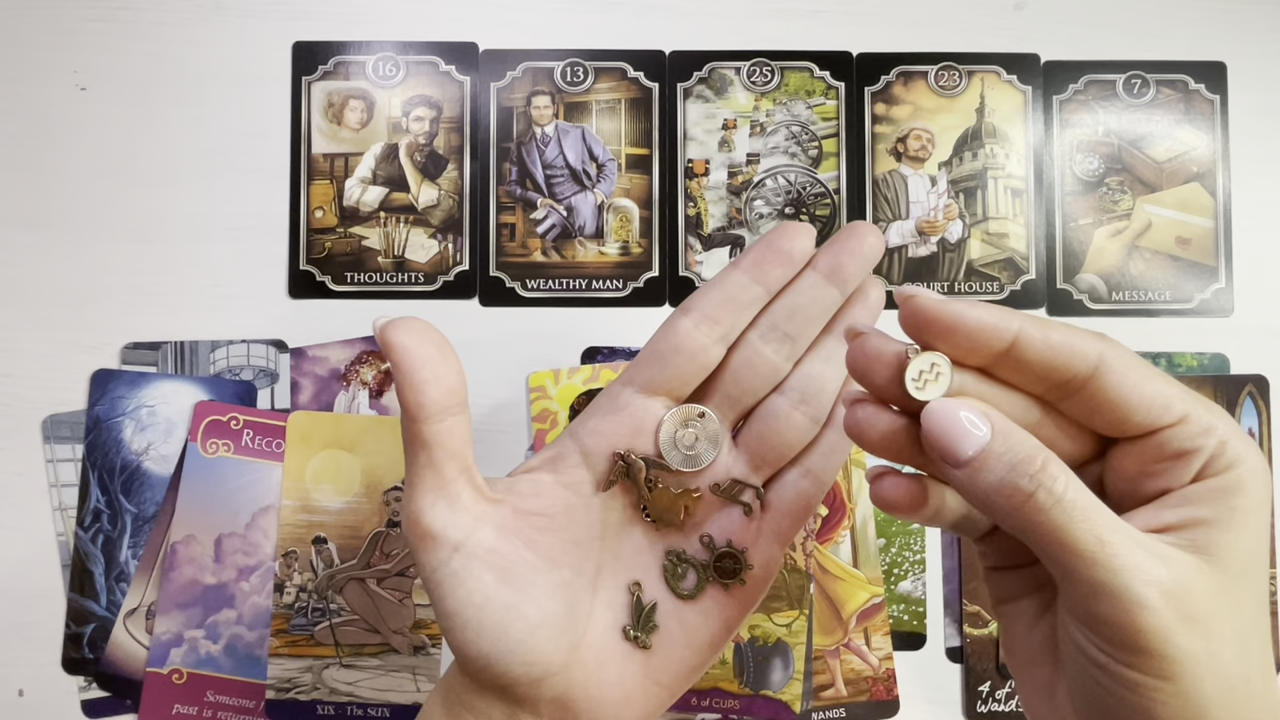 16
13
25
23
7
THOUGHTS
WEALTHY MAN
COURT HOUSE
MESSAGE
RECO
Someone
past is return
XIX - The SUN
6 of CUPS
WANDS
4 of
Wands